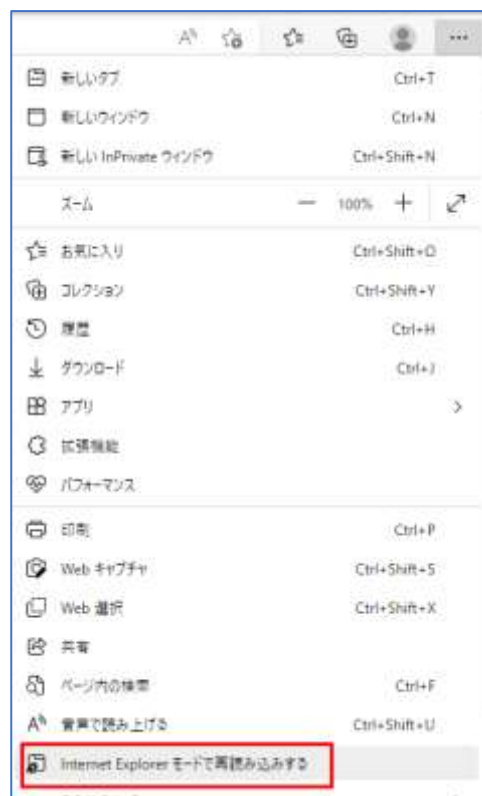 新しいタブ Ctrl+T
新しいウィンドウ Ctrl+N
新しい InPrivate ウィンドウ Ctrl+Shift+N
ズーム 100%
お気に入り Ctrl+Shift+O
コレクション Ctrl+Shift+Y
履歴 Ctrl+H
ダウンロード Ctrl+J
アプリ
拡張機能
パフォーマンス
印刷 Ctrl+P
Web キャプチャ Ctrl+Shift+S
Web 選択 Ctrl+Shift+X
共有
ページ内の検索 Ctrl+F
音声で読み上げる Ctrl+Shift+U
Internet Explorer モードで再読み込みする